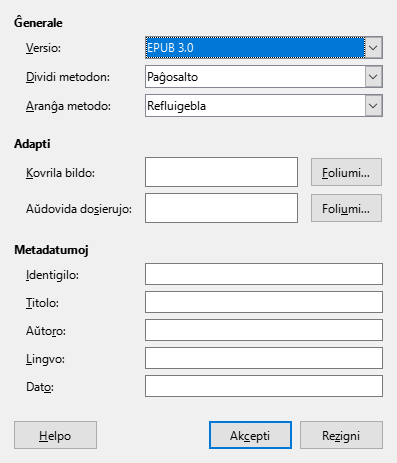 Ĝenerale
Versio: EPUB 3.0
Dividi metodon: Paĝosalto
Aranĝa metodo: Refluigebla
Adapti
Kovrila bildo: Foliumi...
Aŭdovida dosierujo: Foliumi...
Metadatumoj
Identigilo:
Titolo:
Aŭtoro:
Lingvo:
Dato:
Helpo Akcepti Rezigni